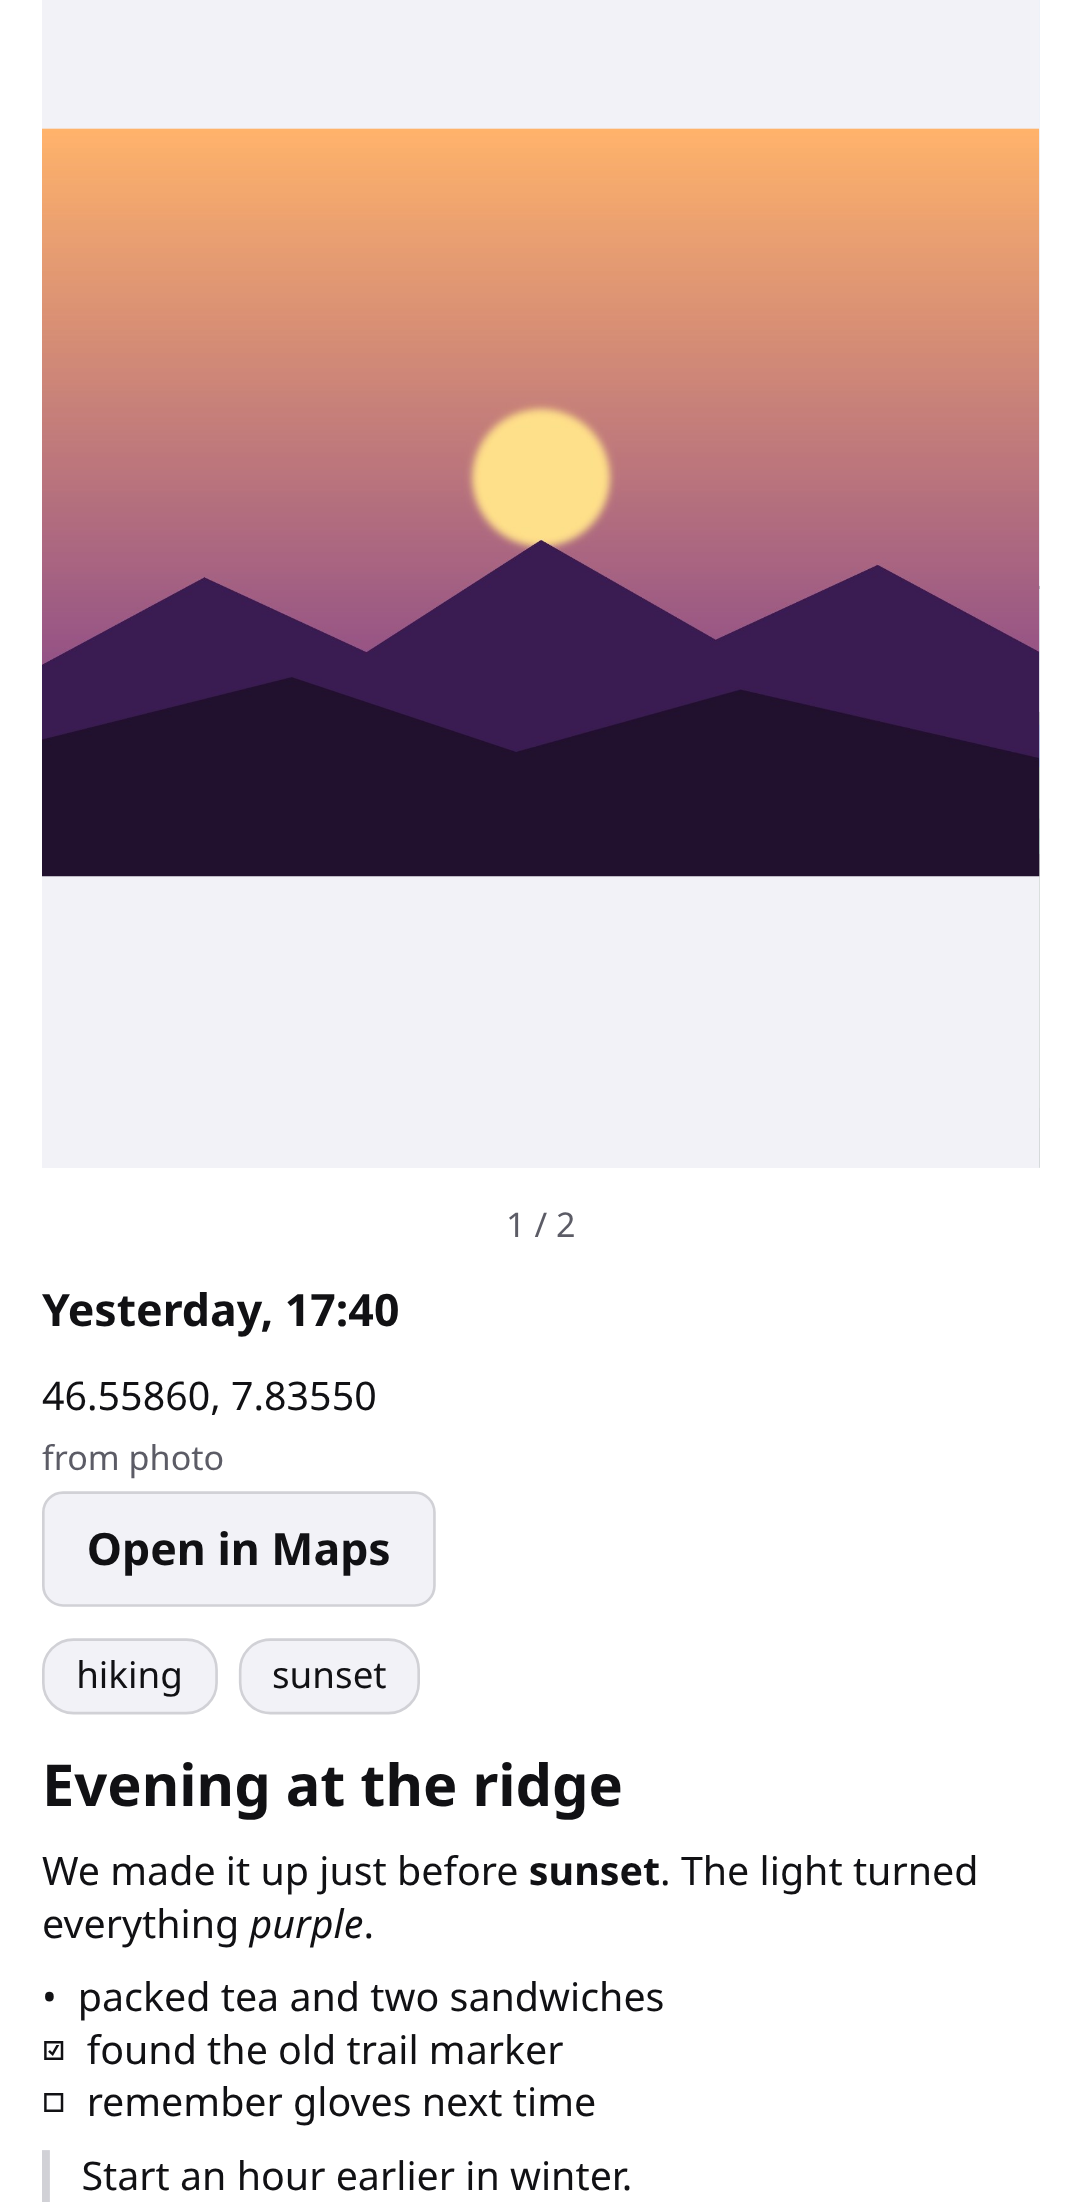 1 / 2
Yesterday, 17:40
46.55860, 7.83550
from photo
Open in Maps
hiking
sunset
Evening at the ridge
We made it up just before sunset. The light turned
everything purple.
• packed tea and two sandwiches
☑ found the old trail marker
☐ remember gloves next time
Start an hour earlier in winter.